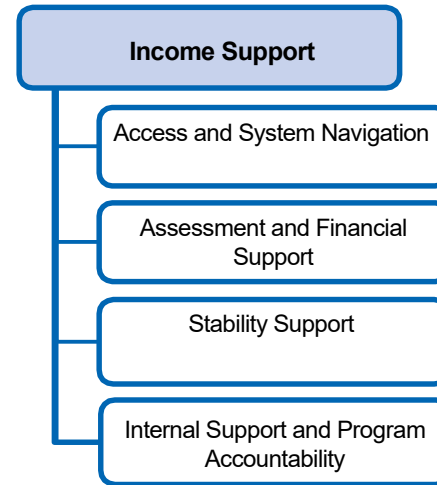 Income Support
Access and System Navigation
Assessment and Financial
Support
Stability Support
Internal Support and Program
Accountability